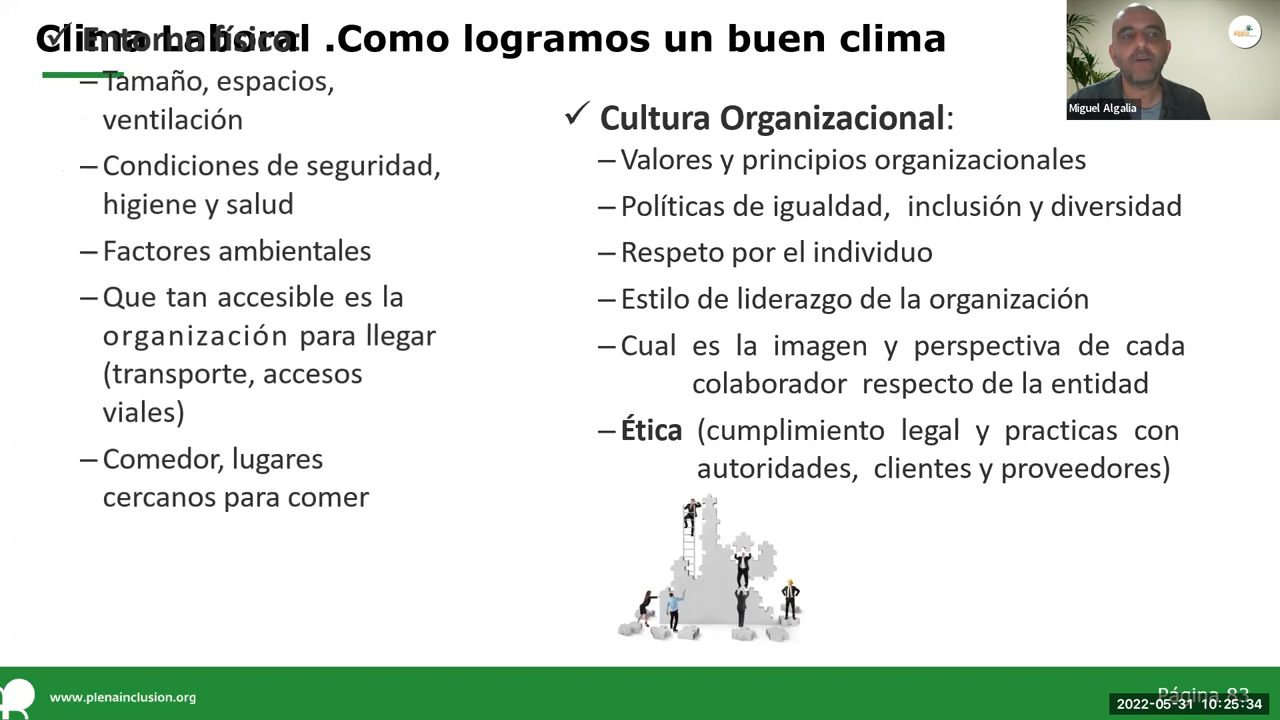 Clima Laboral .Como logramos un buen clima
✓ Entorno físico:
–Tamaño, espacios,
ventilación
–Condiciones de seguridad,
higiene y salud
–Factores ambientales
–Que tan accesible es la
organización para llegar
(transporte, accesos
viales)
–Comedor, lugares
cercanos para comer
✓ Cultura Organizacional:
–Valores y principios organizacionales
–Políticas de igualdad, inclusión y diversidad
–Respeto por el individuo
–Estilo de liderazgo de la organización
–Cual es la imagen y perspectiva de cada
colaborador respecto de la entidad
–Ética (cumplimiento legal y practicas con
autoridades, clientes y proveedores)
Miguel Algalia
www.plenainclusion.org
Página 83
2022-05-31 10:25:34